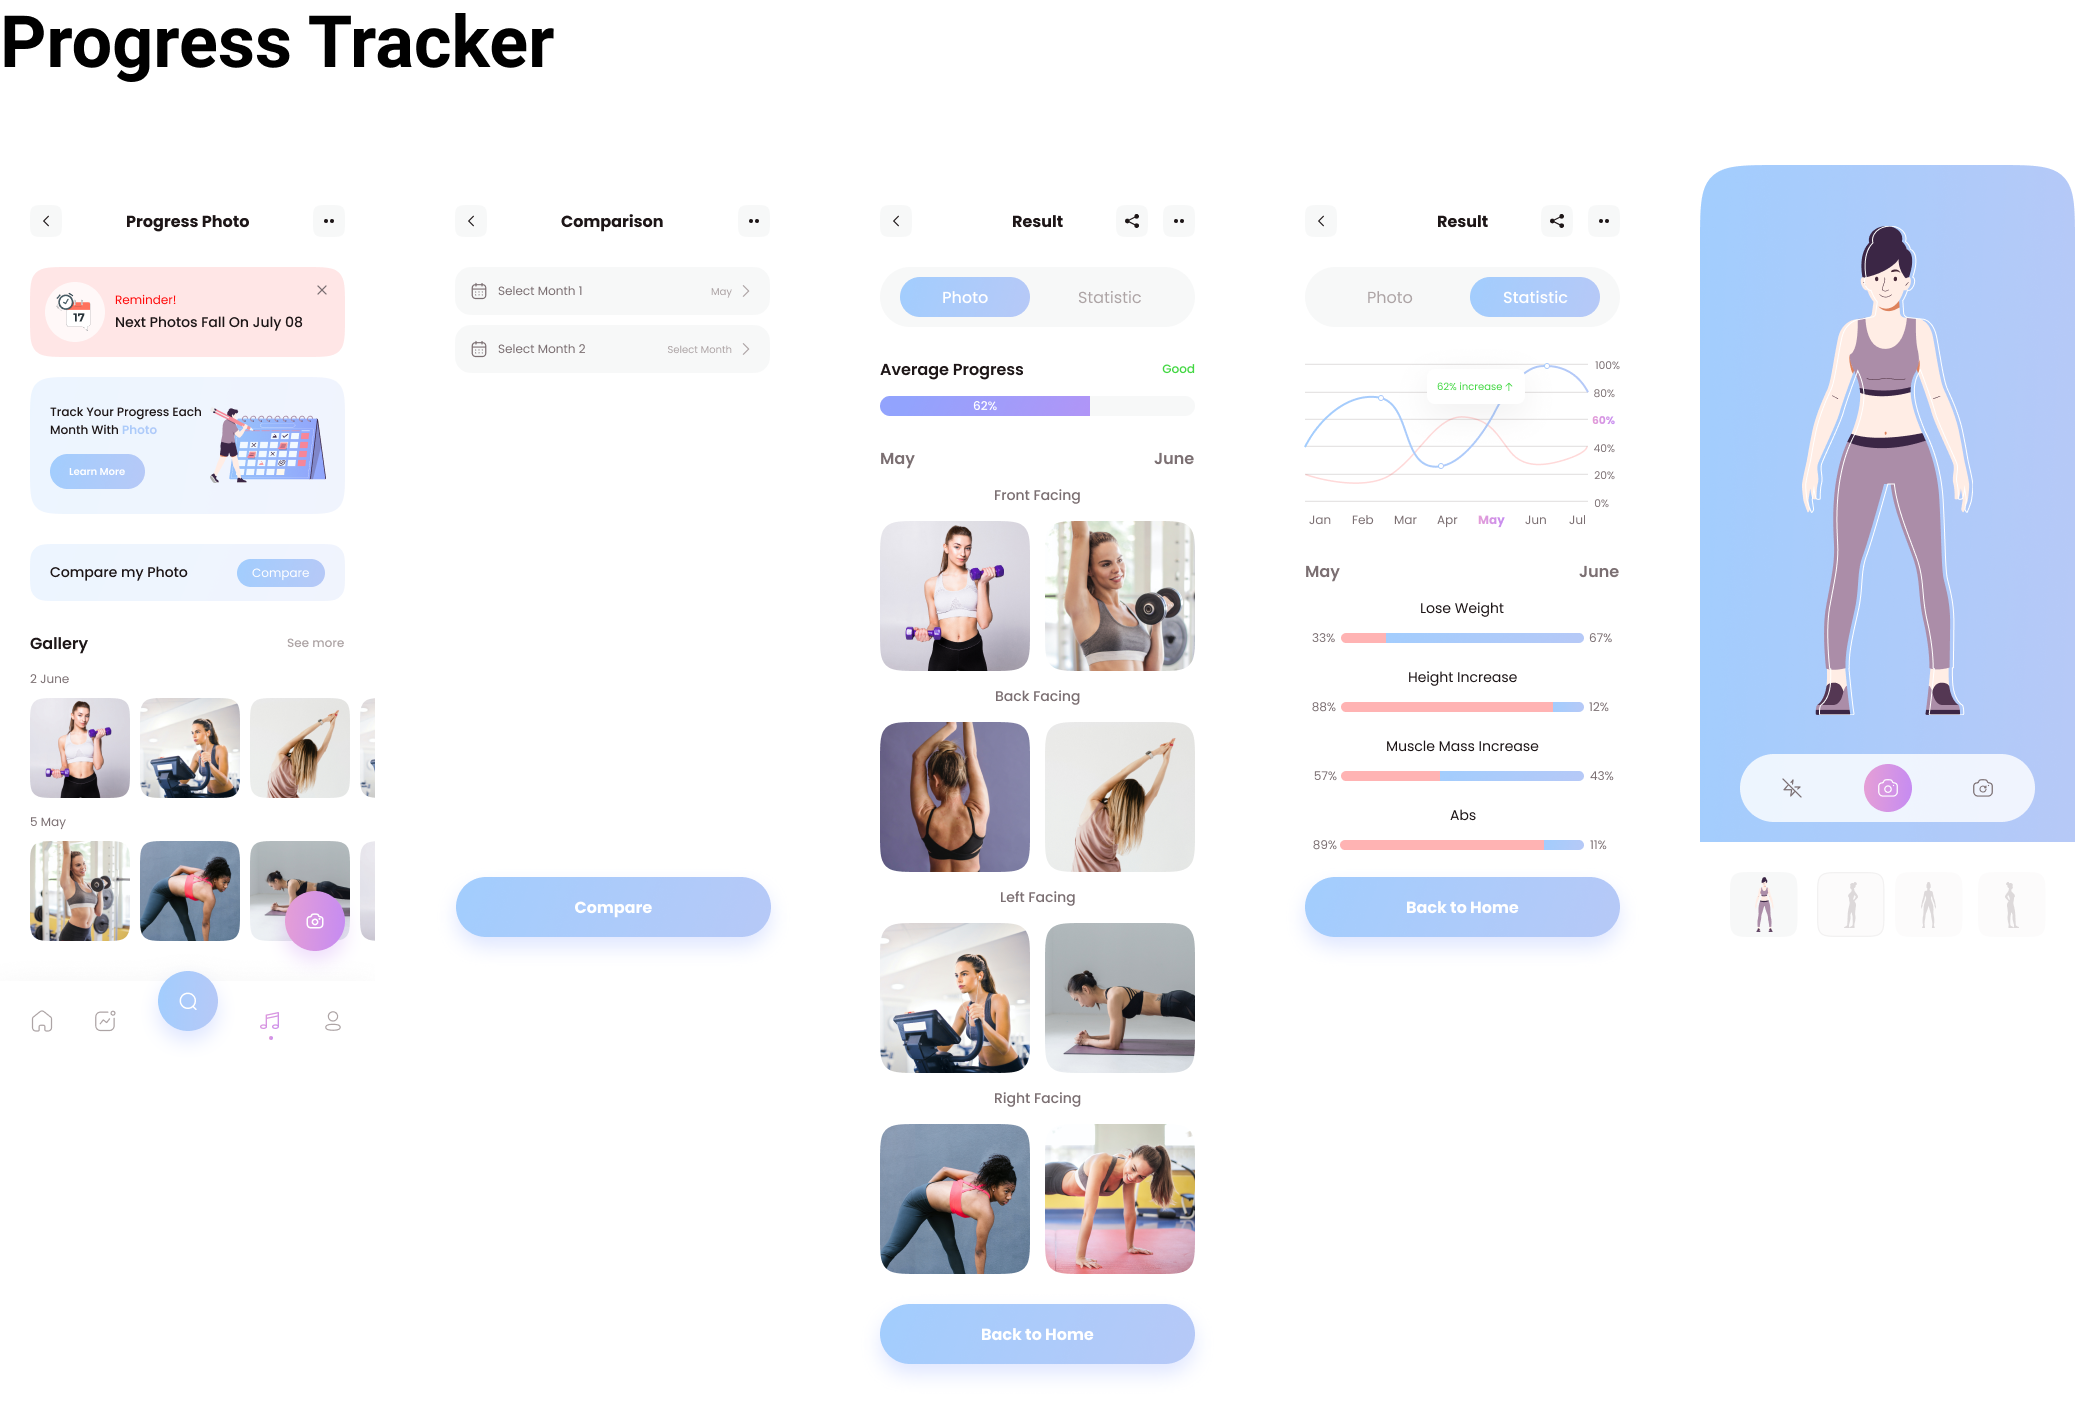 Progress Tracker
Progress Photo
Reminder!
Next Photos Fall On July 08
17
Track Your Progress Each
Month With Photo
Learn More
Compare my Photo
Compare
Gallery
See more
2 June
5 May
Comparison
Select Month 1
May
Select Month 2
Select Month
Compare
Result
Photo
Statistic
Average Progress
Good
62%
May
June
Front Facing
Back Facing
Left Facing
Right Facing
Back to Home
Result
Photo
Statistic
100%
62% increase ↑
80%
60%
40%
20%
0%
Jan Feb Mar Apr May Jun Jul
May
June
Lose Weight
33%
67%
Height Increase
88%
12%
Muscle Mass Increase
57%
43%
Abs
89%
11%
Back to Home